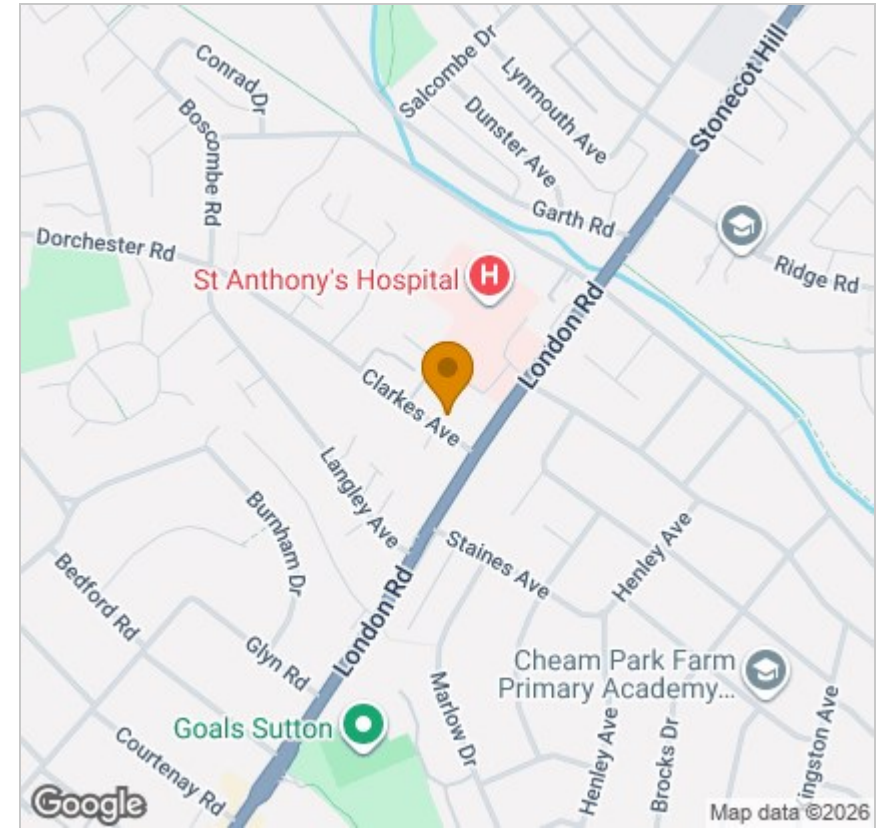 Conrad Dr
Salcombe Dr
Lynmouth Ave
Stonecot Hill
Boscombe Rd
Dunster Ave
Garth Rd
Dorchester Rd
Ridge Rd
St Anthony's Hospital
H
London Rd
Clarkes Ave
Langley Ave
Burnham Dr
Staines Ave
Henley Ave
Bedford Rd
London Rd
Glyn Rd
Cheam Park Farm
Primary Academy...
Marlow Dr
Goals Sutton
Henley Ave
Brocks Dr
ingston Ave
Courtenay Rd
Google
Map data ©2026